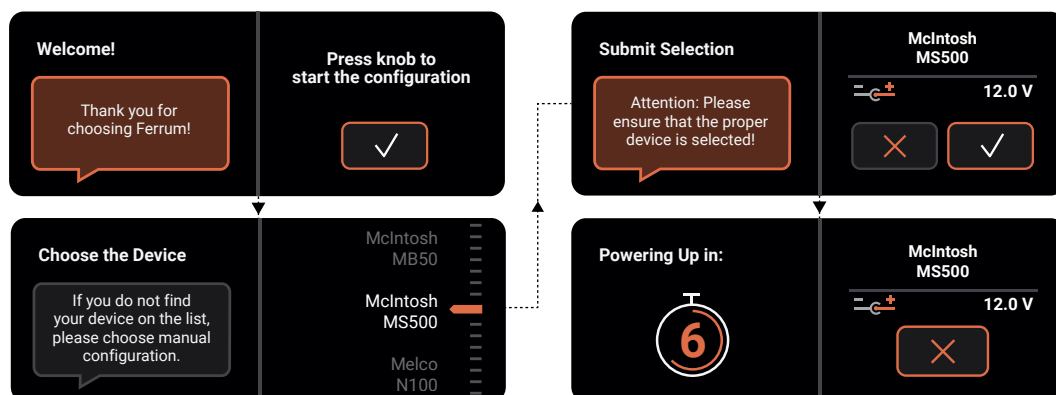 Welcome!
Thank you for
choosing Ferrum!
Press knob to
start the configuration
Choose the Device
If you do not find
your device on the list,
please choose manual
configuration.
McIntosh
MB50
McIntosh
MS500
Melco
N100
Submit Selection
Attention: Please
ensure that the proper
device is selected!
McIntosh
MS500
12.0 V
Powering Up in:
6
McIntosh
MS500
12.0 V